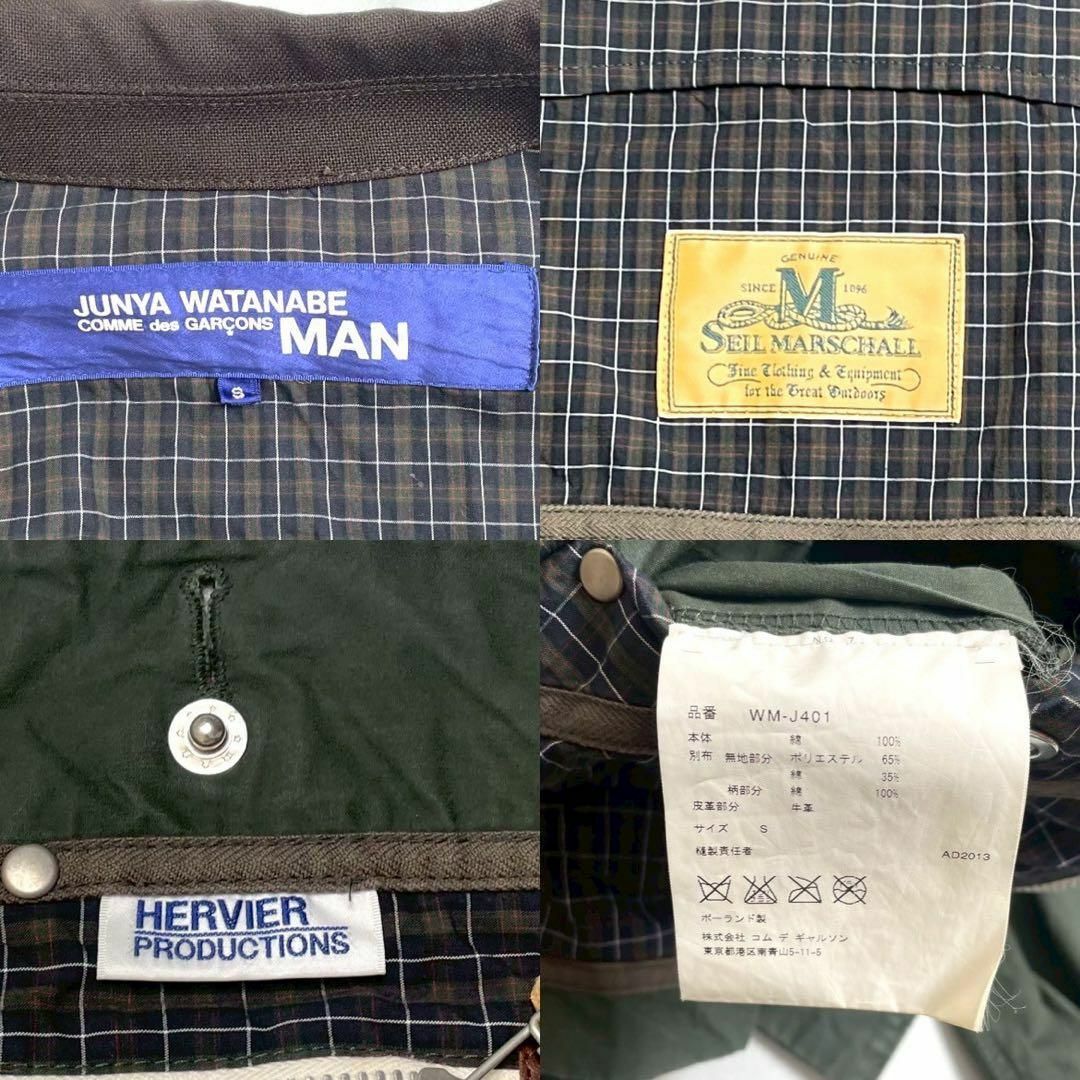 JUNYA WATANABE
COMME des GARÇONS MAN
S
GENUINE
M
SINCE 1896
SEIL MARSCHALL
Fine Clothing & Equipment
for the Great Outdoors
HERVIER
PRODUCTIONS
No 7
品番 WM-J401
本体 綿 100%
別布 無地部分 ポリエステル 65%
綿 35%
柄部分 綿 100%
皮革部分 牛革
サイズ S
縫製責任者 AD2013
ポーランド製
株式会社 コム デ ギャルソン
東京都港区南青山5-11-5